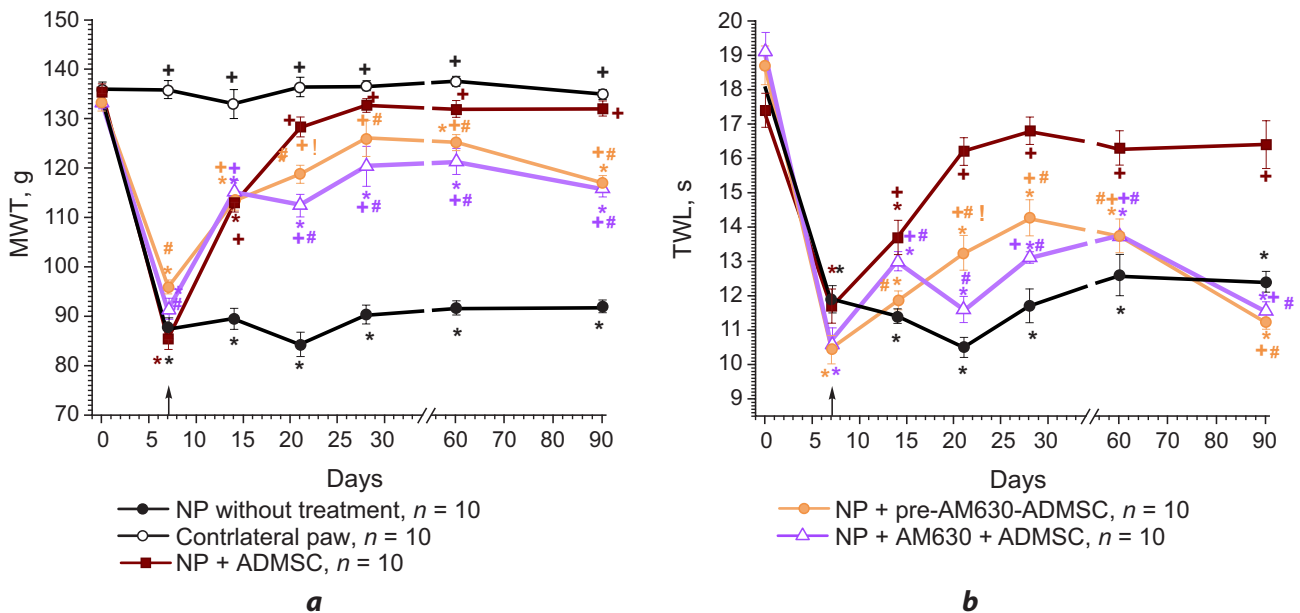 MWT, g
150
140
130
120
110
100
90
80
70
0 5 10 15 20 25 30 60 70 80 90
Days
TWL, s
20
19
18
17
16
15
14
13
12
11
10
9
0 5 10 15 20 25 30 60 70 80 90
Days
NP without treatment, n = 10
Contrlateral paw, n = 10
NP + ADMSC, n = 10
NP + pre-AM630-ADMSC, n = 10
NP + AM630 + ADMSC, n = 10
a
b